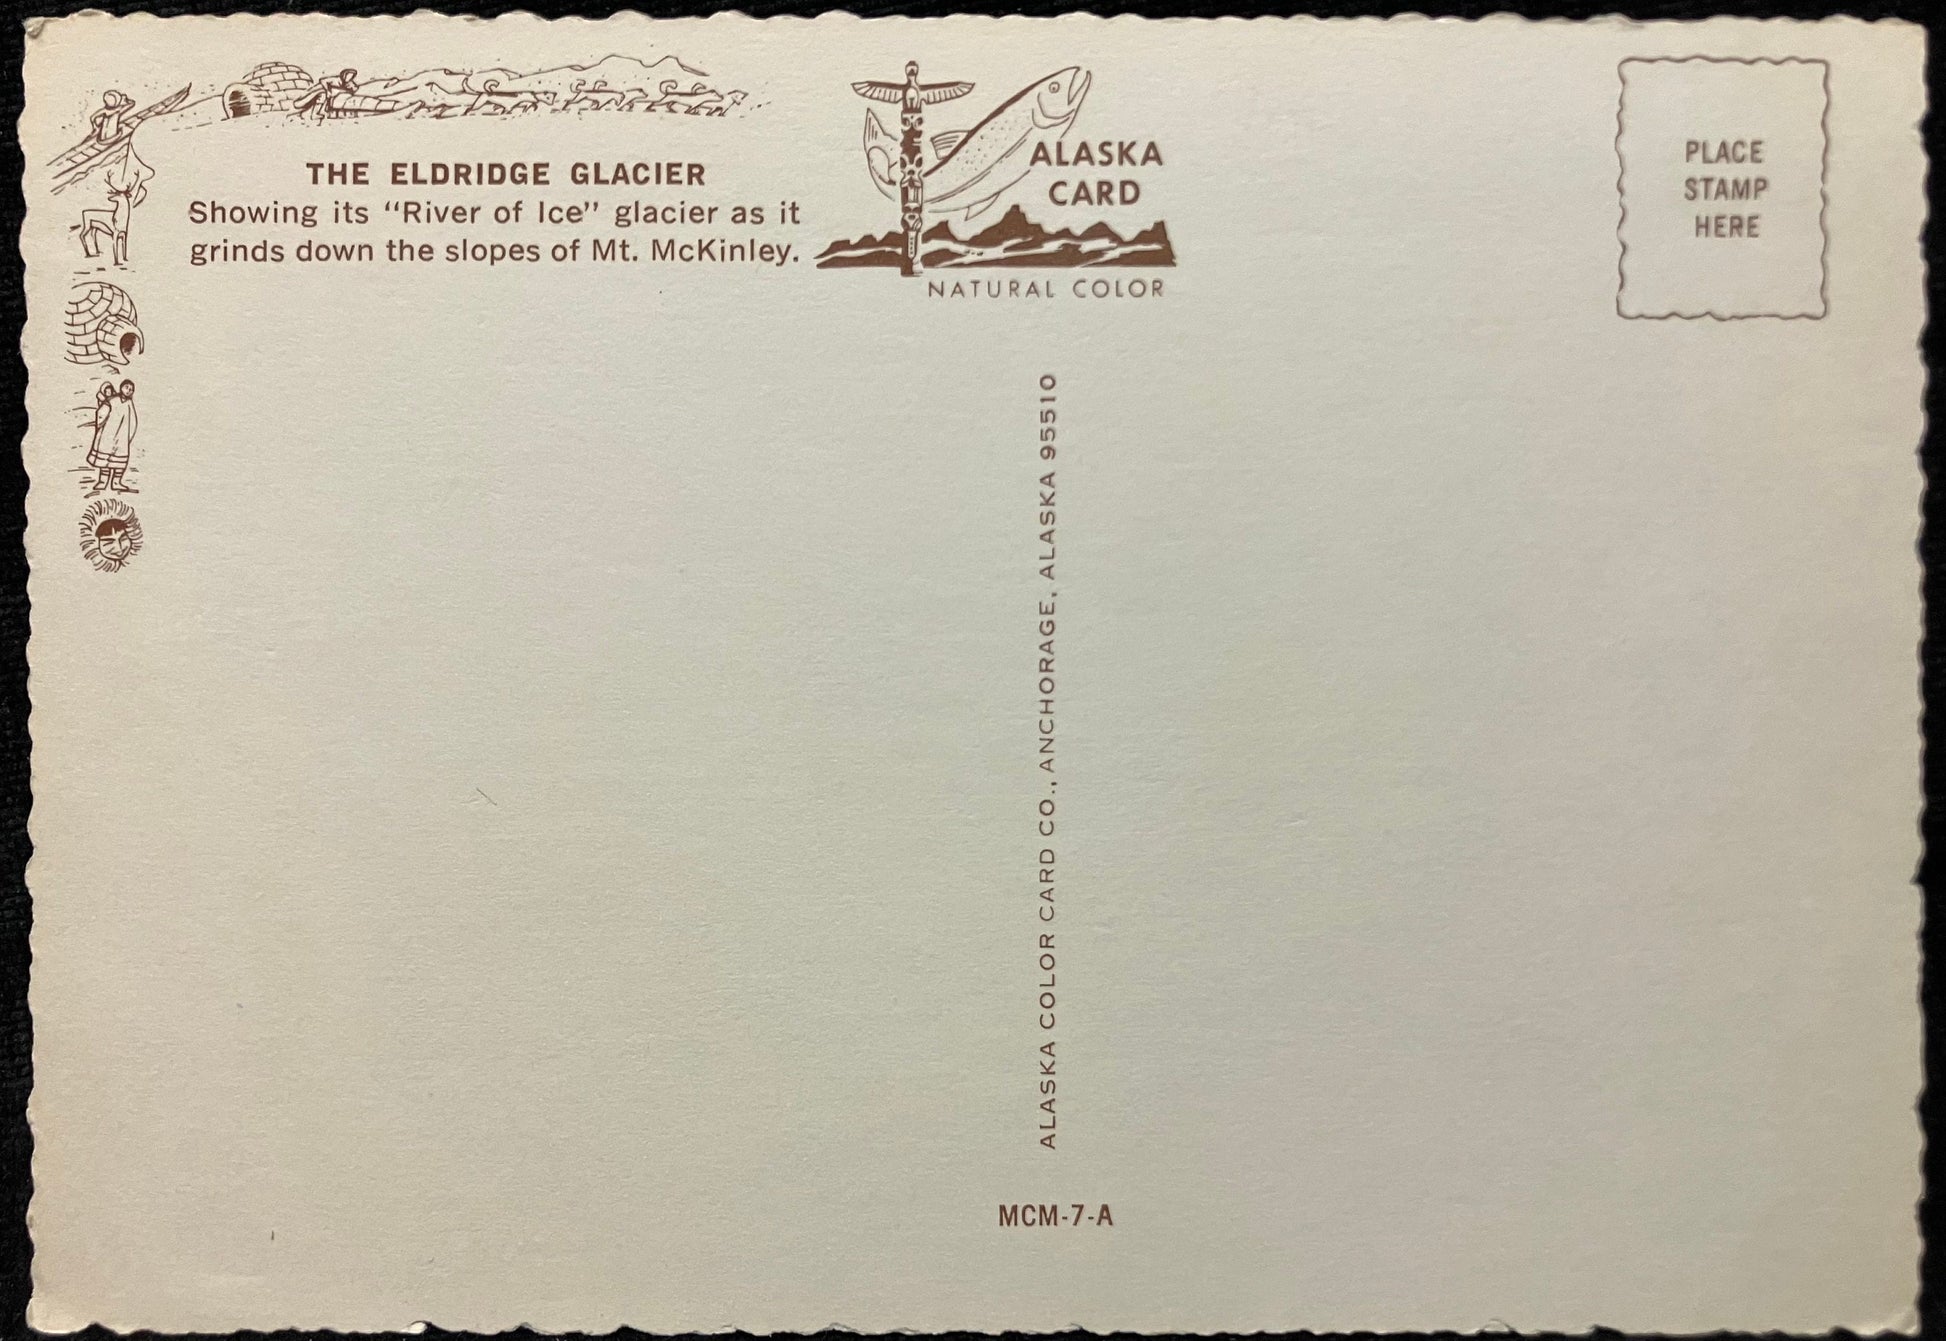 THE ELDRIDGE GLACIER
Showing its “River of Ice” glacier as it
grinds down the slopes of Mt. McKinley.
ALASKA
CARD
NATURAL COLOR
PLACE
STAMP
HERE
ALASKA COLOR CARD CO., ANCHORAGE, ALASKA 95510
MCM-7-A